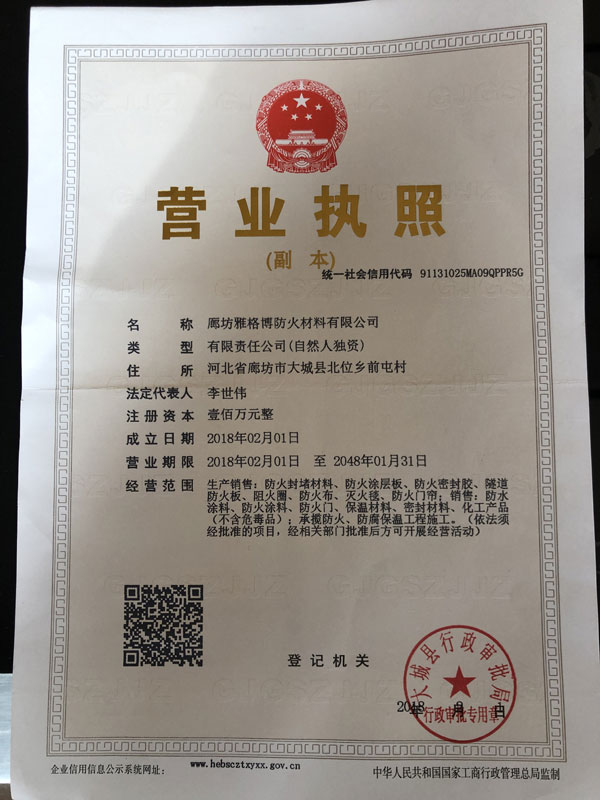 营业执照
(副 本)
统一社会信用代码 91131025MA09QPPR5G
名 称 廊坊雅格博防火材料有限公司
类 型 有限责任公司(自然人独资)
住 所 河北省廊坊市大城县北位乡前屯村
法定代表人 李世伟
注册资本 壹佰万元整
成立日期 2018年02月01日
营业期限 2018年02月01日 至 2048年01月31日
经营范围 生产销售：防火封堵材料、防火涂层板、防火密封胶、隧道
防火板、阻火圈、防火布、灭火毯、防火门帘；销售：防水
涂料、防火涂料、防火门、保温材料、密封材料、化工产品
（不含危毒品）；承揽防火、防腐保温工程施工。（依法须
经批准的项目，经相关部门批准后方可开展经营活动）
登记机关
大城县行政审批局
2018年 月 日
行政审批专用章
企业信用信息公示系统网址： www.hebscztxyxx.gov.cn
中华人民共和国国家工商行政管理总局监制